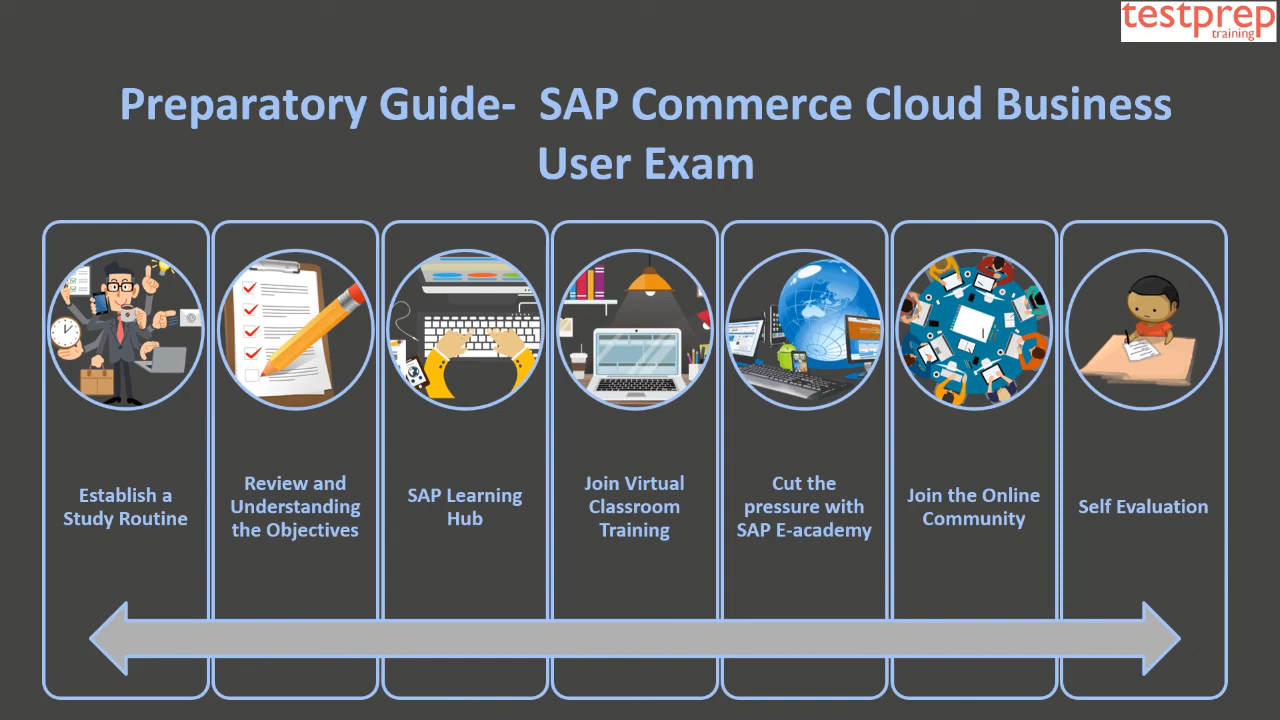 testprep
training
Preparatory Guide-  SAP Commerce Cloud Business
User Exam
Establish a
Study Routine
Review and
Understanding
the Objectives
SAP Learning
Hub
Join Virtual
Classroom
Training
Cut the
pressure with
SAP E-academy
Join the Online
Community
Self Evaluation